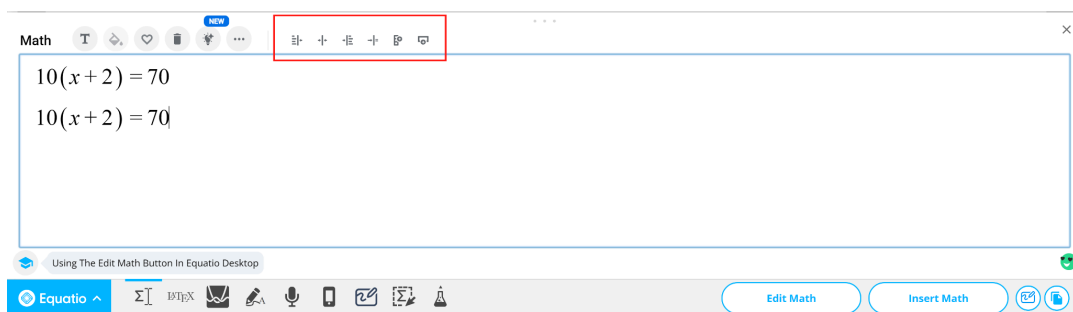 NEW
Math T
10(x+2)=70
10(x+2)=70
Using The Edit Math Button In Equatio Desktop
Equatio LATEX Edit Math Insert Math